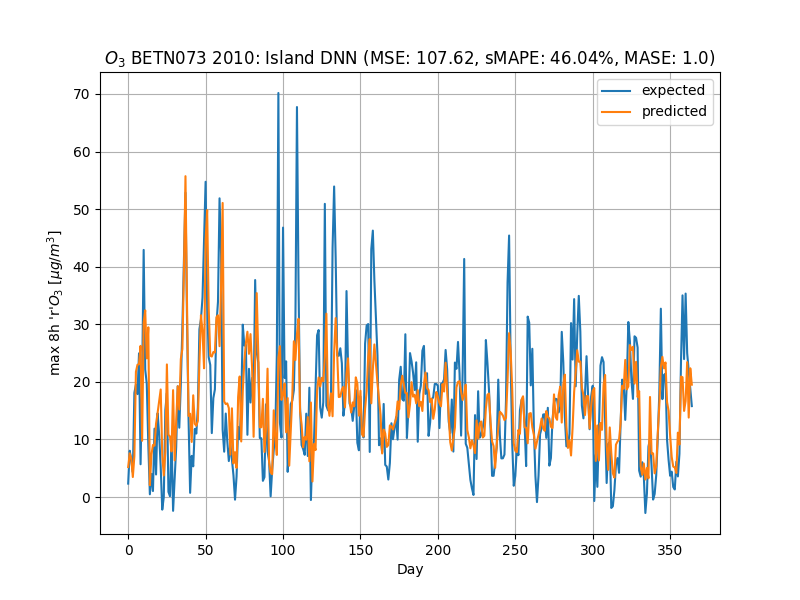 O₃ BETN073 2010: Island DNN (MSE: 107.62, sMAPE: 46.04%, MASE: 1.0)
expected
predicted
max 8h 'r'O₃ [μg/m³]
70
60
50
40
30
20
10
0
0 50 100 150 200 250 300 350
Day